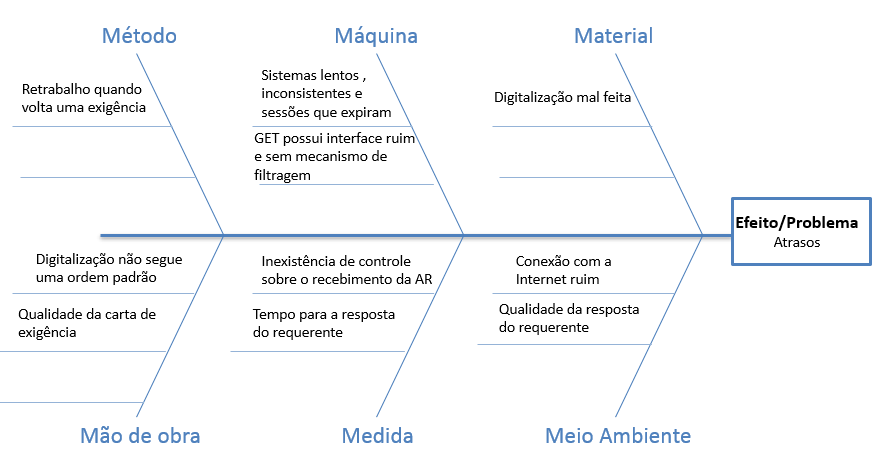 Método
Máquina
Material
Retrabalho quando
volta uma exigência
Sistemas lentos ,
inconsistentes e
sessões que expiram
Digitalização mal feita
GET possui interface ruim
e sem mecanismo de
filtragem
Efeito/Problema
Atrasos
Digitalização não segue
uma ordem padrão
Inexistência de controle
sobre o recebimento da AR
Conexão com a
Internet ruim
Qualidade da carta de
exigência
Tempo para a resposta
do requerente
Qualidade da resposta
do requerente
Mão de obra
Medida
Meio Ambiente